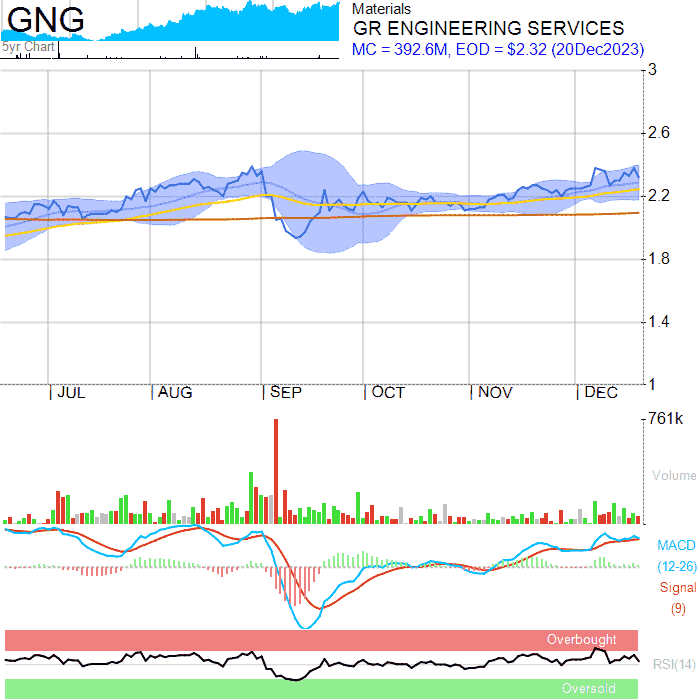 GNG
5yr Chart
Materials
GR ENGINEERING SERVICES
MC = 392.6M, EOD = $2.32 (20Dec2023)
3
2.6
2.2
1.8
1.4
1
JUL AUG SEP OCT NOV DEC
761k
Volume
MACD
(12-26)
Signal
(9)
Overbought
RSI(14)
Oversold